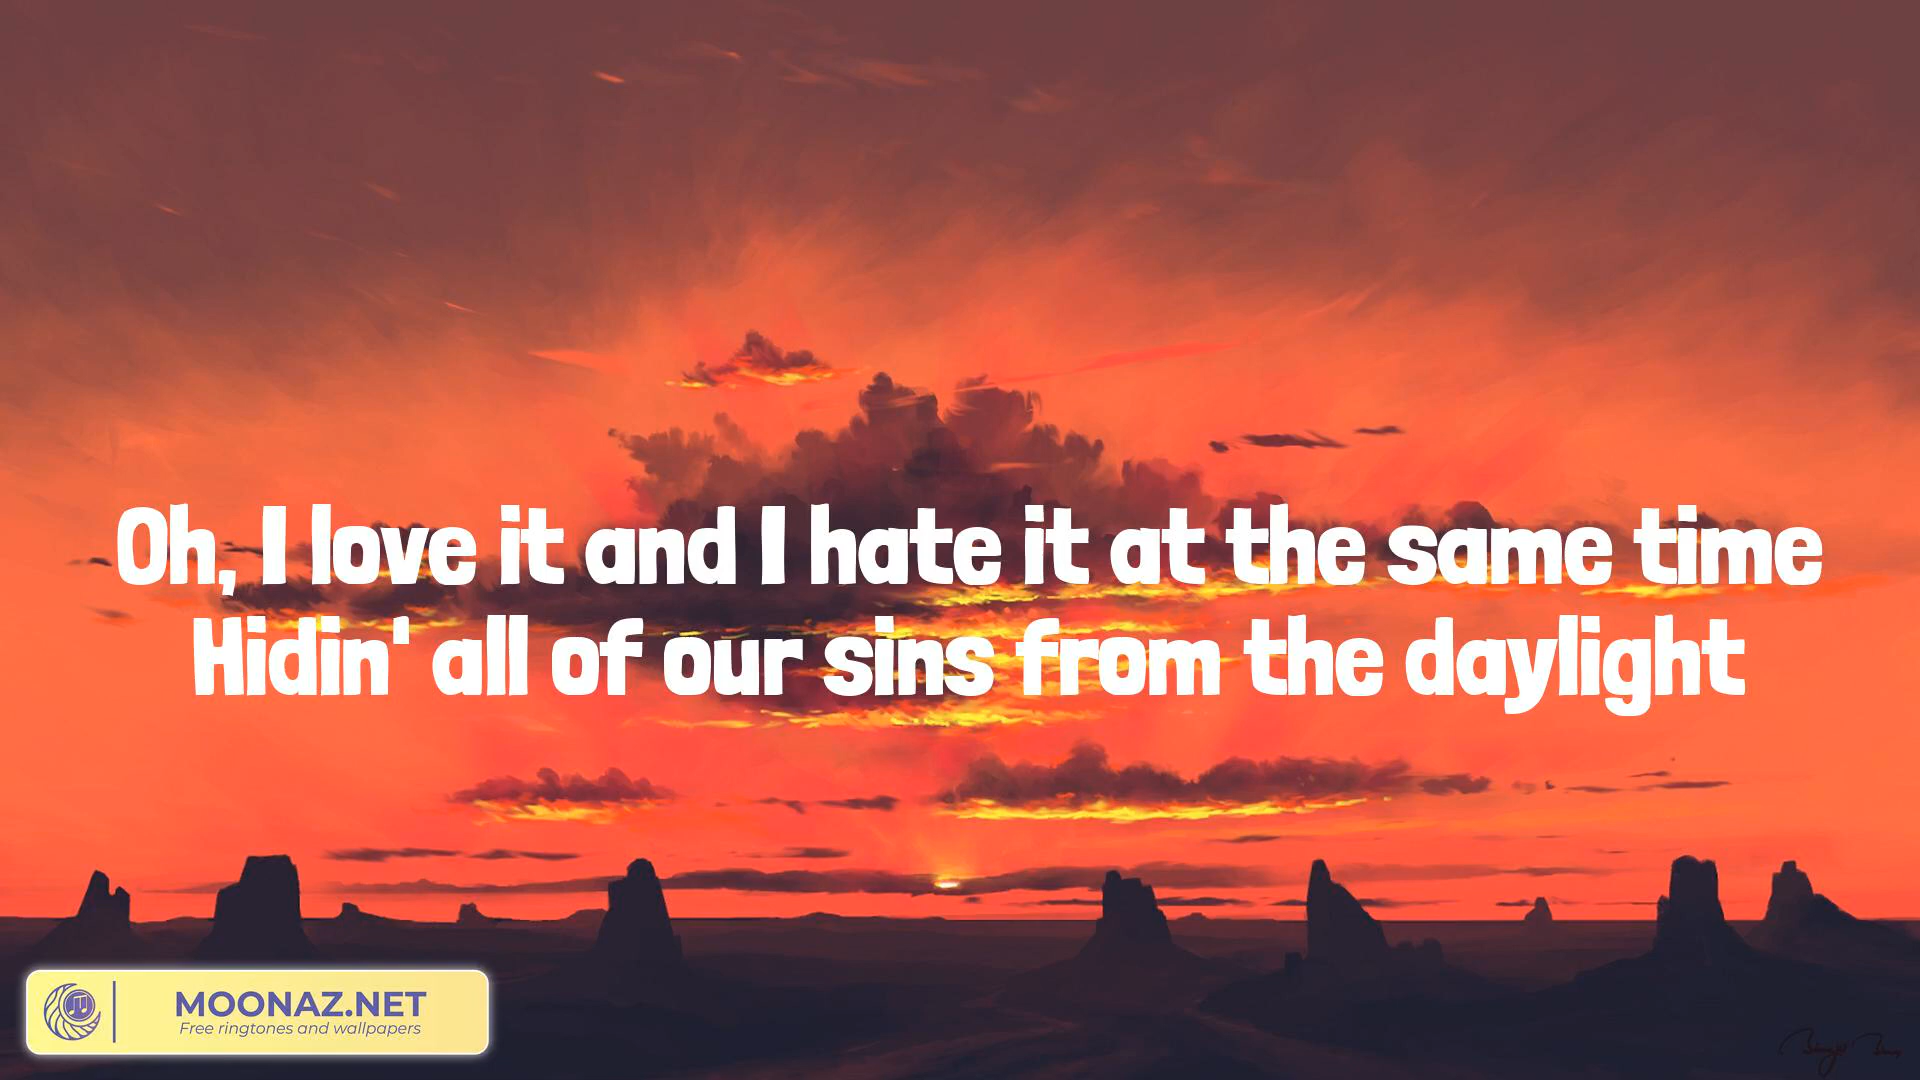 Oh, I love it and I hate it at the same time
Hidin' all of our sins from the daylight
MOONAZ.NET
Free ringtones and wallpapers